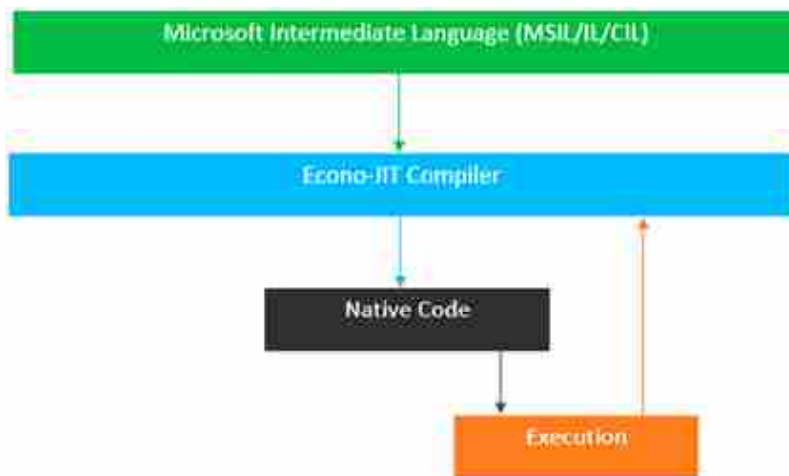 Microsoft Intermediate Language (MSIL/IL/CIL)
Econo-JIT Compiler
Native Code
Execution